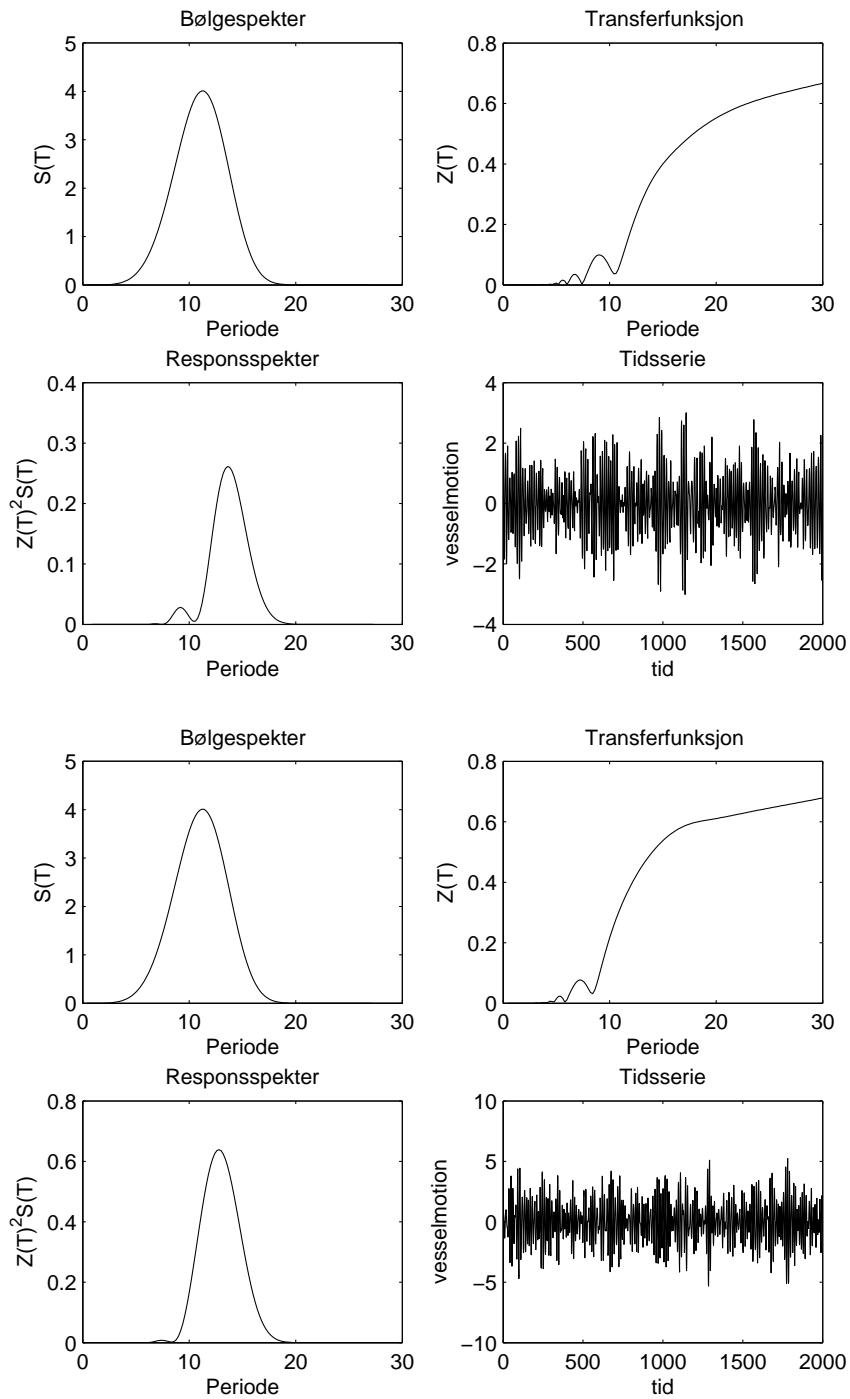 Bølgespekter
5
4
3
2
1
0
S(T)
0 10 20 30
Periode
Transferfunksjon
0.8
0.6
0.4
0.2
0
Z(T)
0 10 20 30
Periode
Responsspekter
0.4
0.3
0.2
0.1
0
Z(T)²S(T)
0 10 20 30
Periode
Tidsserie
4
2
0
−2
−4
vesselmotion
0 500 1000 1500 2000
tid
Bølgespekter
5
4
3
2
1
0
S(T)
0 10 20 30
Periode
Transferfunksjon
0.8
0.6
0.4
0.2
0
Z(T)
0 10 20 30
Periode
Responsspekter
0.8
0.6
0.4
0.2
0
Z(T)²S(T)
0 10 20 30
Periode
Tidsserie
10
5
0
−5
−10
vesselmotion
0 500 1000 1500 2000
tid